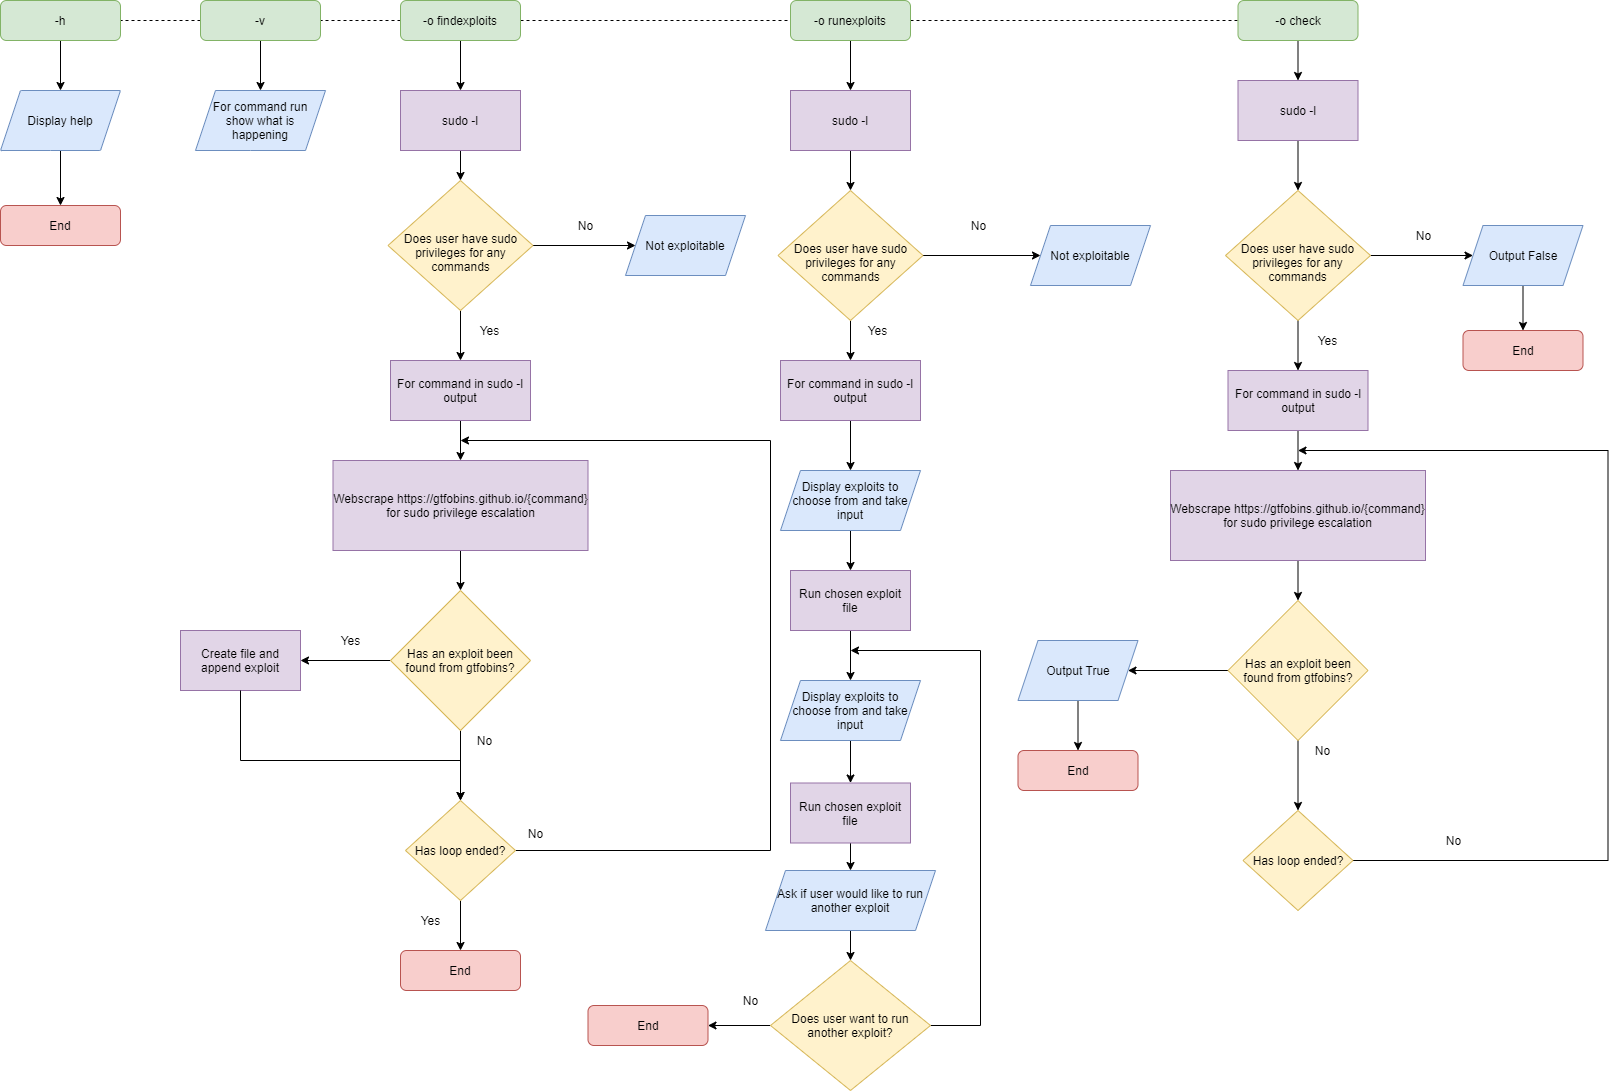 -h
-v
-o findexploits
-o runexploits
-o check
Display help
End
For command run
show what is
happening
sudo -l
Does user have sudo
privileges for any
commands
No
Not exploitable
Yes
For command in sudo -l
output
Webscrape https://gtfobins.github.io/{command}
for sudo privilege escalation
Has an exploit been
found from gtfobins?
Yes
Create file and
append exploit
No
Has loop ended?
No
Yes
End
sudo -l
Does user have sudo
privileges for any
commands
No
Not exploitable
Yes
For command in sudo -l
output
Display exploits to
choose from and take
input
Run chosen exploit
file
Display exploits to
choose from and take
input
Run chosen exploit
file
Ask if user would like to run
another exploit
Does user want to run
another exploit?
No
End
sudo -l
Does user have sudo
privileges for any
commands
No
Output False
End
Yes
For command in sudo -l
output
Webscrape https://gtfobins.github.io/{command}
for sudo privilege escalation
Has an exploit been
found from gtfobins?
Output True
End
No
Has loop ended?
No